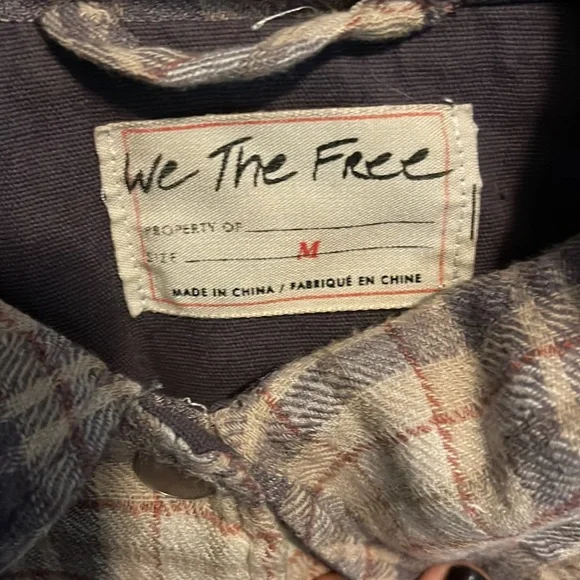 We The Free
PROPERTY OF
SIZE M
MADE IN CHINA / FABRIQUÉ EN CHINE